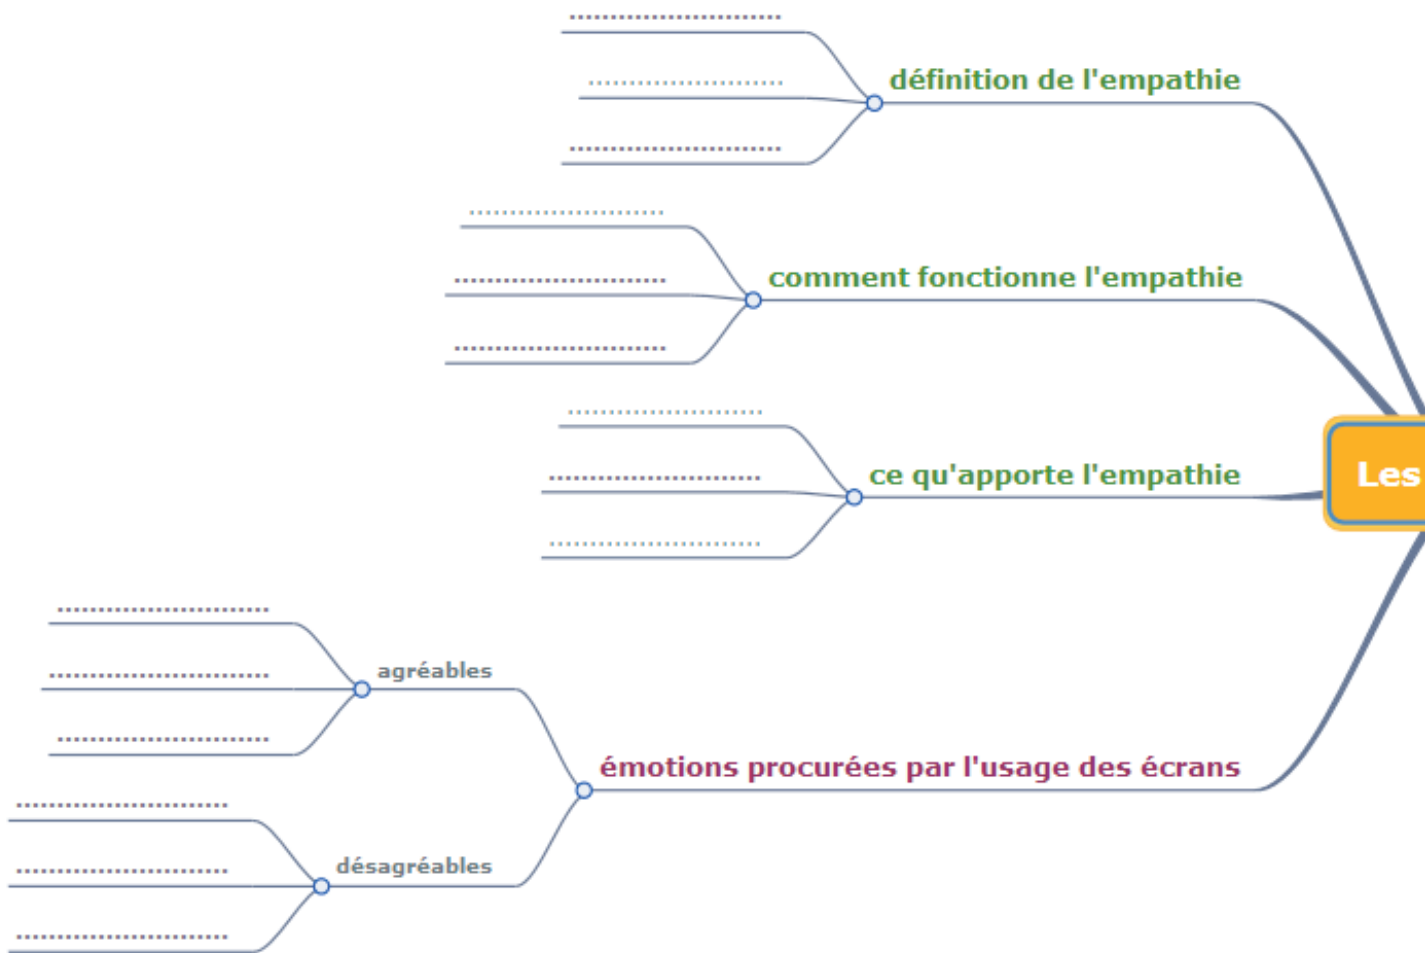 ..........................
........................
définition de l'empathie
..........................
........................
comment fonctionne l'empathie
..........................
..........................
........................
ce qu'apporte l'empathie
Les
..........................
..........................
..........................
agréables
..........................
..........................
émotions procurées par l'usage des écrans
..........................
désagréables
..........................
..........................